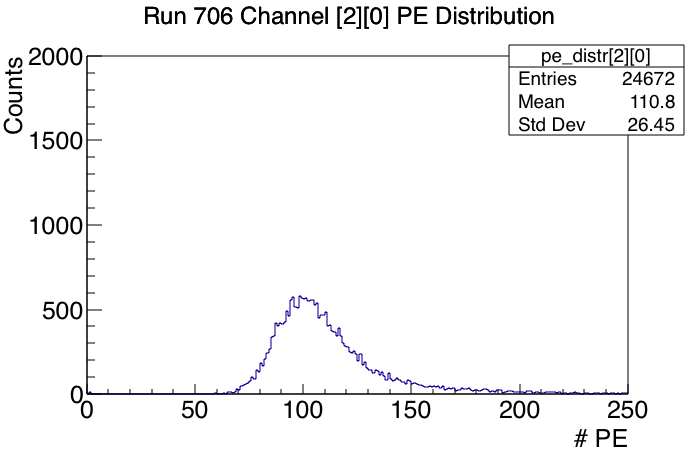 Run 706 Channel [2][0] PE Distribution
pe_distr[2][0]
Entries 24672
Mean 110.8
Std Dev 26.45
Counts
2000
1500
1000
500
0
0 50 100 150 200 250
# PE